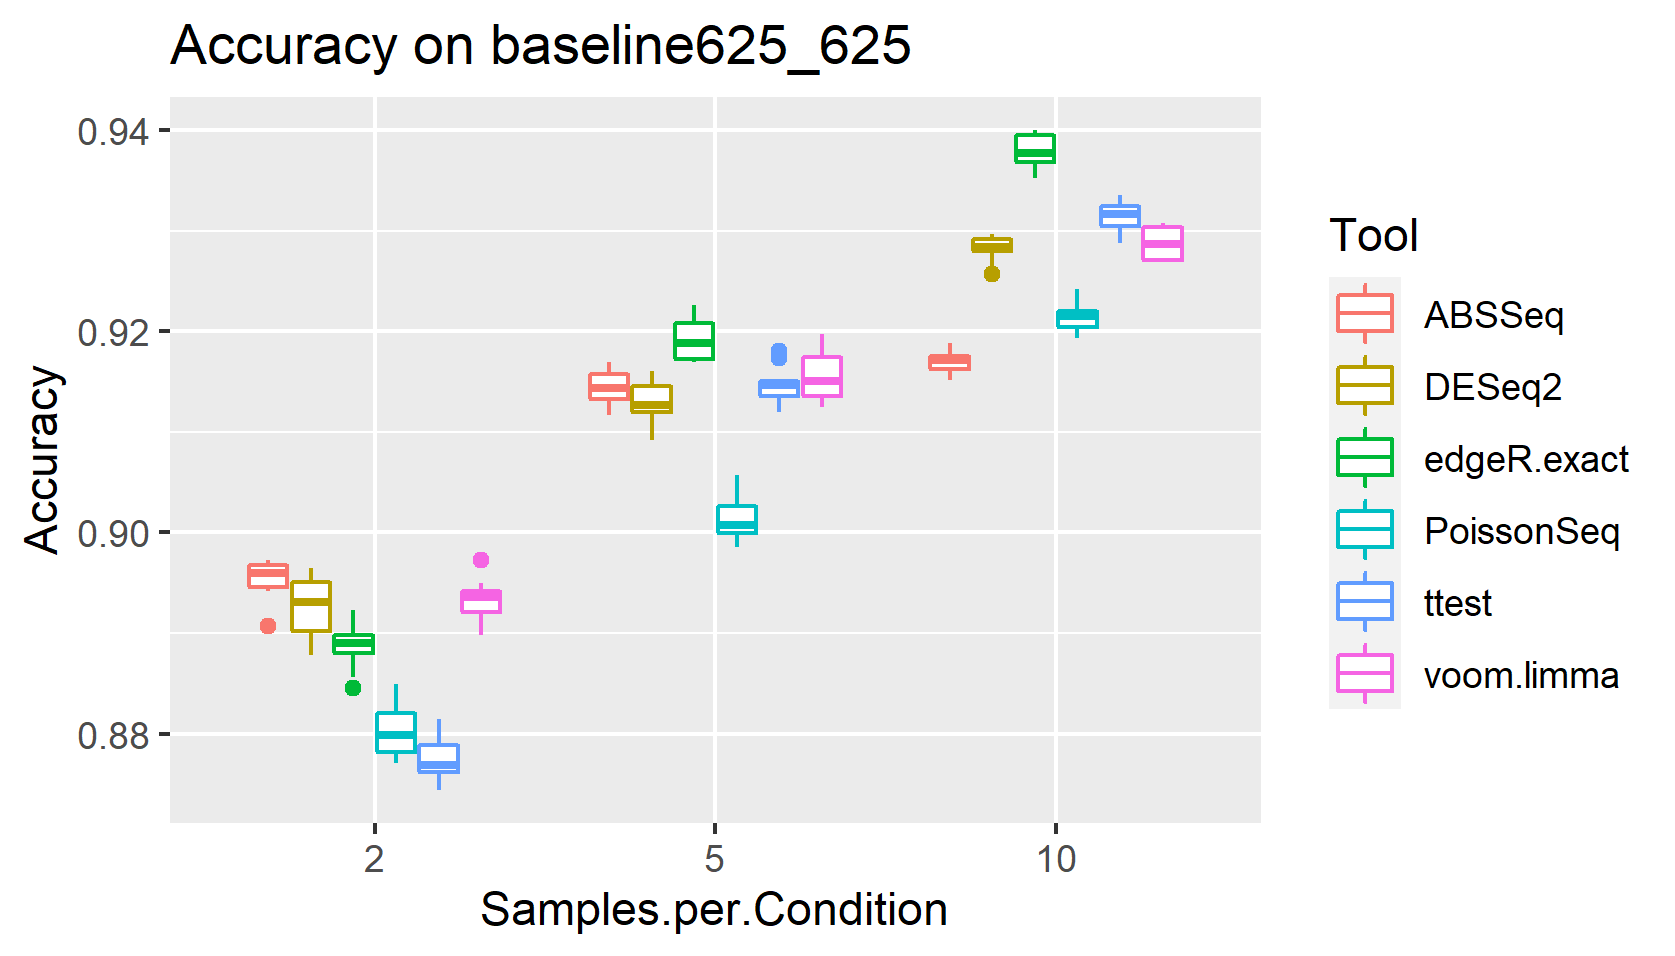 Accuracy on baseline625_625
Accuracy
0.94
0.92
0.90
0.88
2
5
10
Samples.per.Condition
Tool
ABSSeq
DESeq2
edgeR.exact
PoissonSeq
ttest
voom.limma